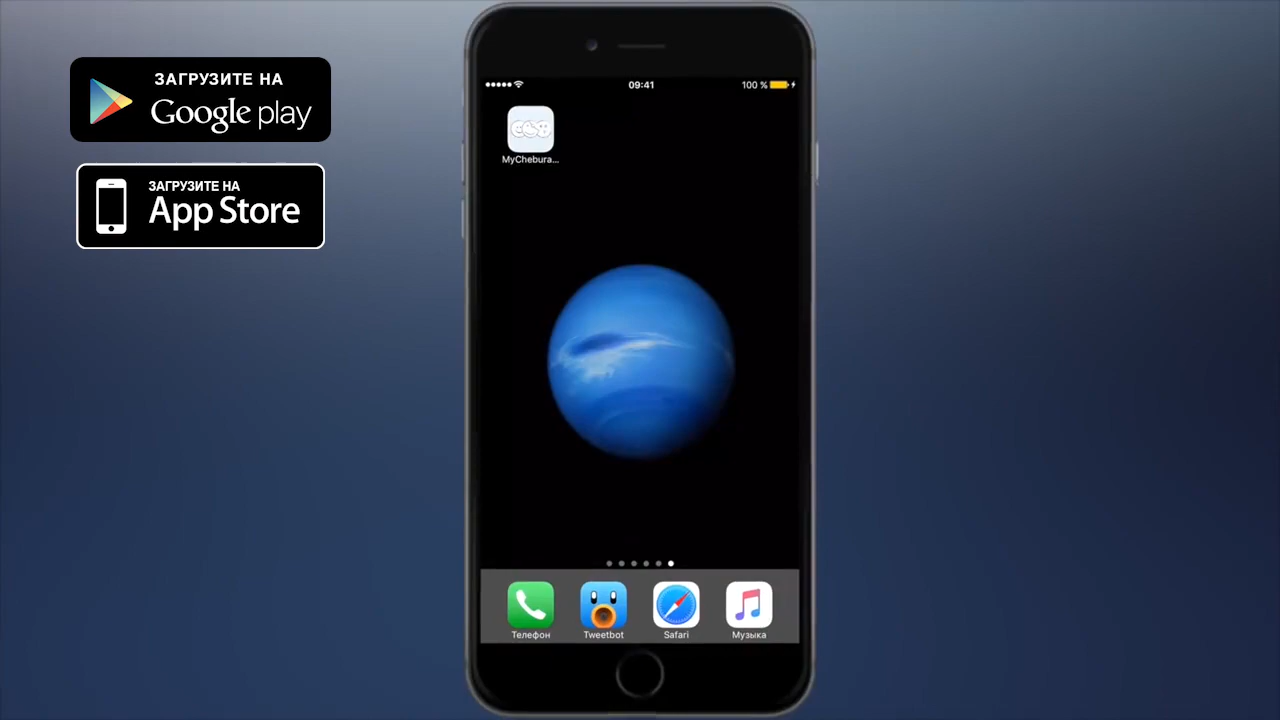 ЗАГРУЗИТЕ НА
Google play
ЗАГРУЗИТЕ НА
App Store
09:41
100 %
MyChebura...
Телефон
Tweetbot
Safari
Музыка